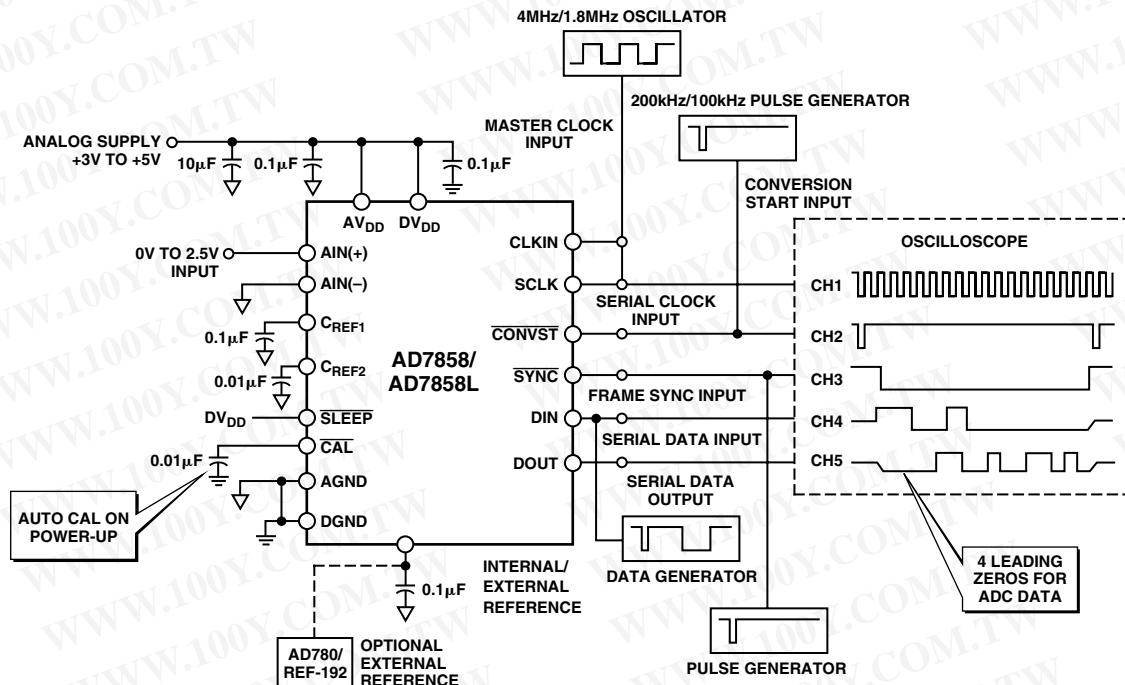 4MHz/1.8MHz OSCILLATOR
200kHz/100kHz PULSE GENERATOR
MASTER CLOCK
INPUT
ANALOG SUPPLY
+3V TO +5V
10μF
0.1μF
0.1μF
CONVERSION
START INPUT
AVDD
DVDD
0V TO 2.5V
INPUT
AIN(+)
AIN(–)
CREF1
0.1μF
CREF2
0.01μF
DVDD
SLEEP
CAL
0.01μF
AGND
DGND
AUTO CAL ON
POWER-UP
AD7858/
AD7858L
CLKIN
SCLK
SERIAL CLOCK
INPUT
CONVST
SYNC
FRAME SYNC INPUT
DIN
SERIAL DATA INPUT
DOUT
SERIAL DATA
OUTPUT
OSCILLOSCOPE
CH1
CH2
CH3
CH4
CH5
4 LEADING
ZEROS FOR
ADC DATA
DATA GENERATOR
PULSE GENERATOR
INTERNAL/
EXTERNAL
REFERENCE
0.1μF
AD780/
REF-192
OPTIONAL
EXTERNAL
REFERENCE
WWW.100Y.COM.TW